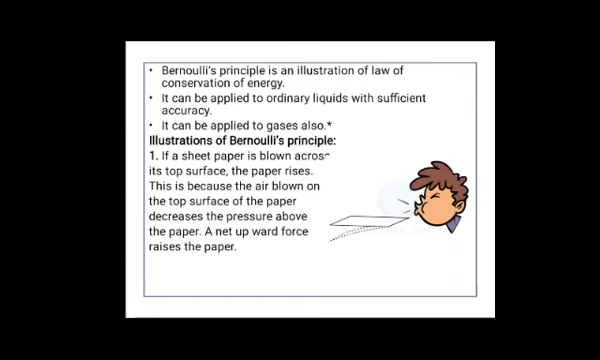 • Bernoulli's principle is an illustration of law of
conservation of energy.
• It can be applied to ordinary liquids with sufficient
accuracy.
• It can be applied to gases also.*
Illustrations of Bernoulli's principle:
1. If a sheet paper is blown across
its top surface, the paper rises.
This is because the air blown on
the top surface of the paper
decreases the pressure above
the paper. A net up ward force
raises the paper.